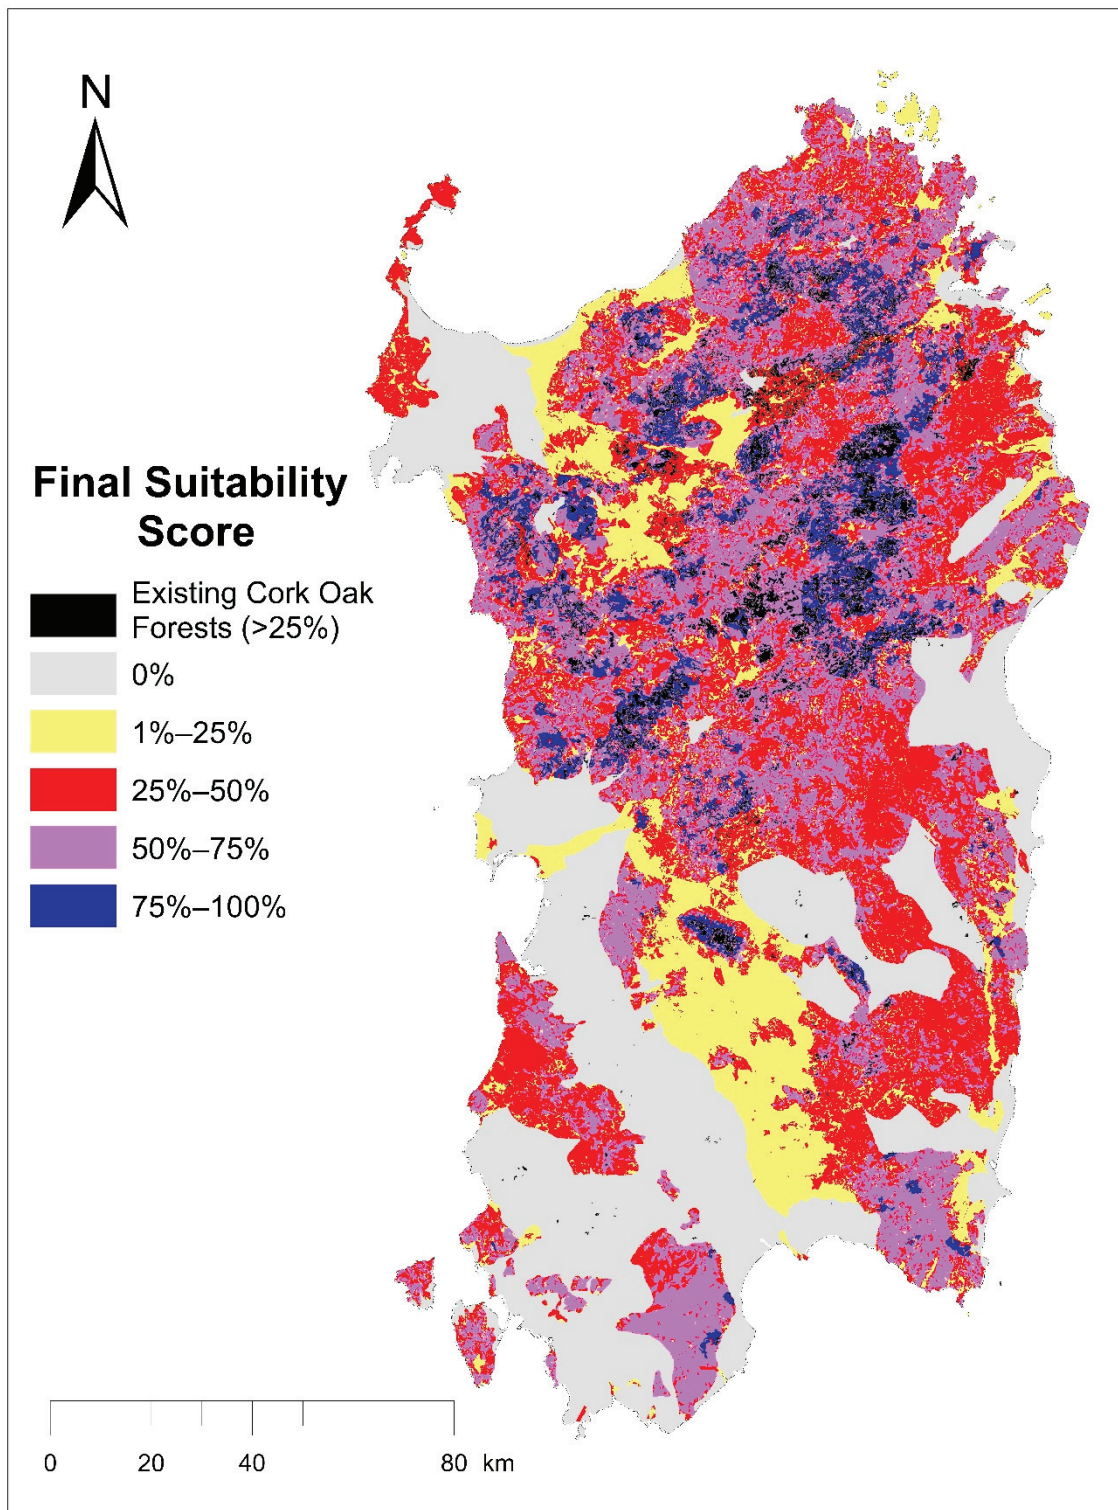 N
Final Suitability
Score
Existing Cork Oak
Forests (>25%)
0%
1%–25%
25%–50%
50%–75%
75%–100%
0 20 40 80 km